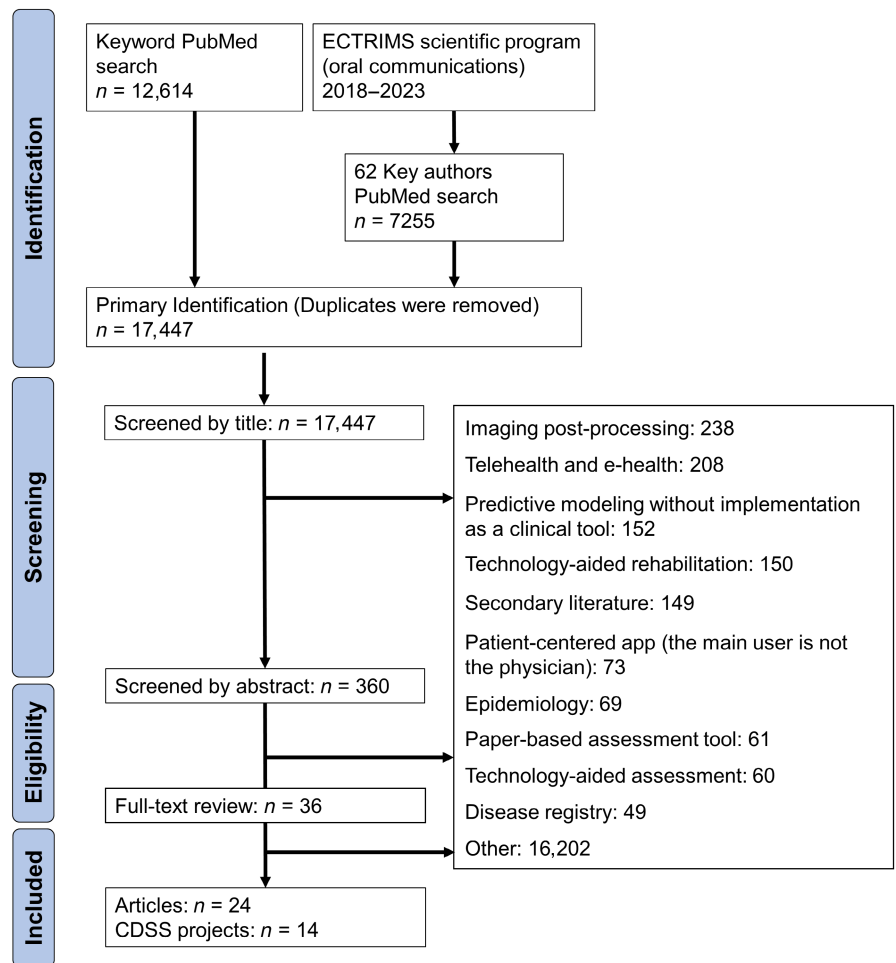 Identification
Keyword PubMed
search
n = 12,614
ECTRIMS scientific program
(oral communications)
2018–2023
62 Key authors
PubMed search
n = 7255
Primary Identification (Duplicates were removed)
n = 17,447
Screening
Screened by title: n = 17,447
Imaging post-processing: 238
Telehealth and e-health: 208
Predictive modeling without implementation
as a clinical tool: 152
Technology-aided rehabilitation: 150
Secondary literature: 149
Patient-centered app (the main user is not
the physician): 73
Epidemiology: 69
Paper-based assessment tool: 61
Technology-aided assessment: 60
Disease registry: 49
Other: 16,202
Screened by abstract: n = 360
Eligibility
Full-text review: n = 36
Included
Articles: n = 24
CDSS projects: n = 14